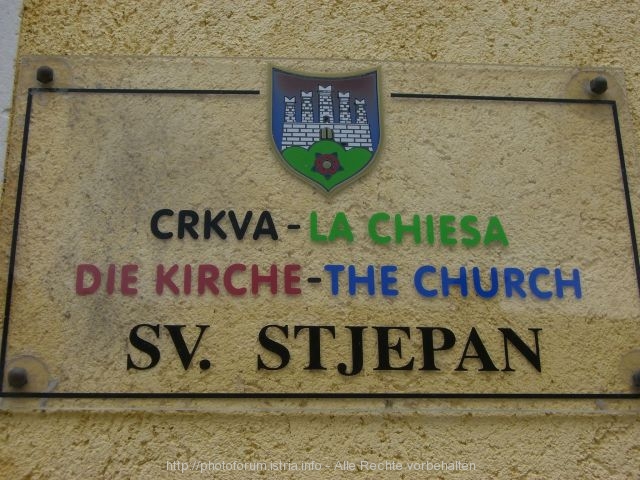 CRKVA - LA CHIESA
DIE KIRCHE - THE CHURCH
SV. STJEPAN
http://photoforum.istria.info - Alle Rechte vorbehalten